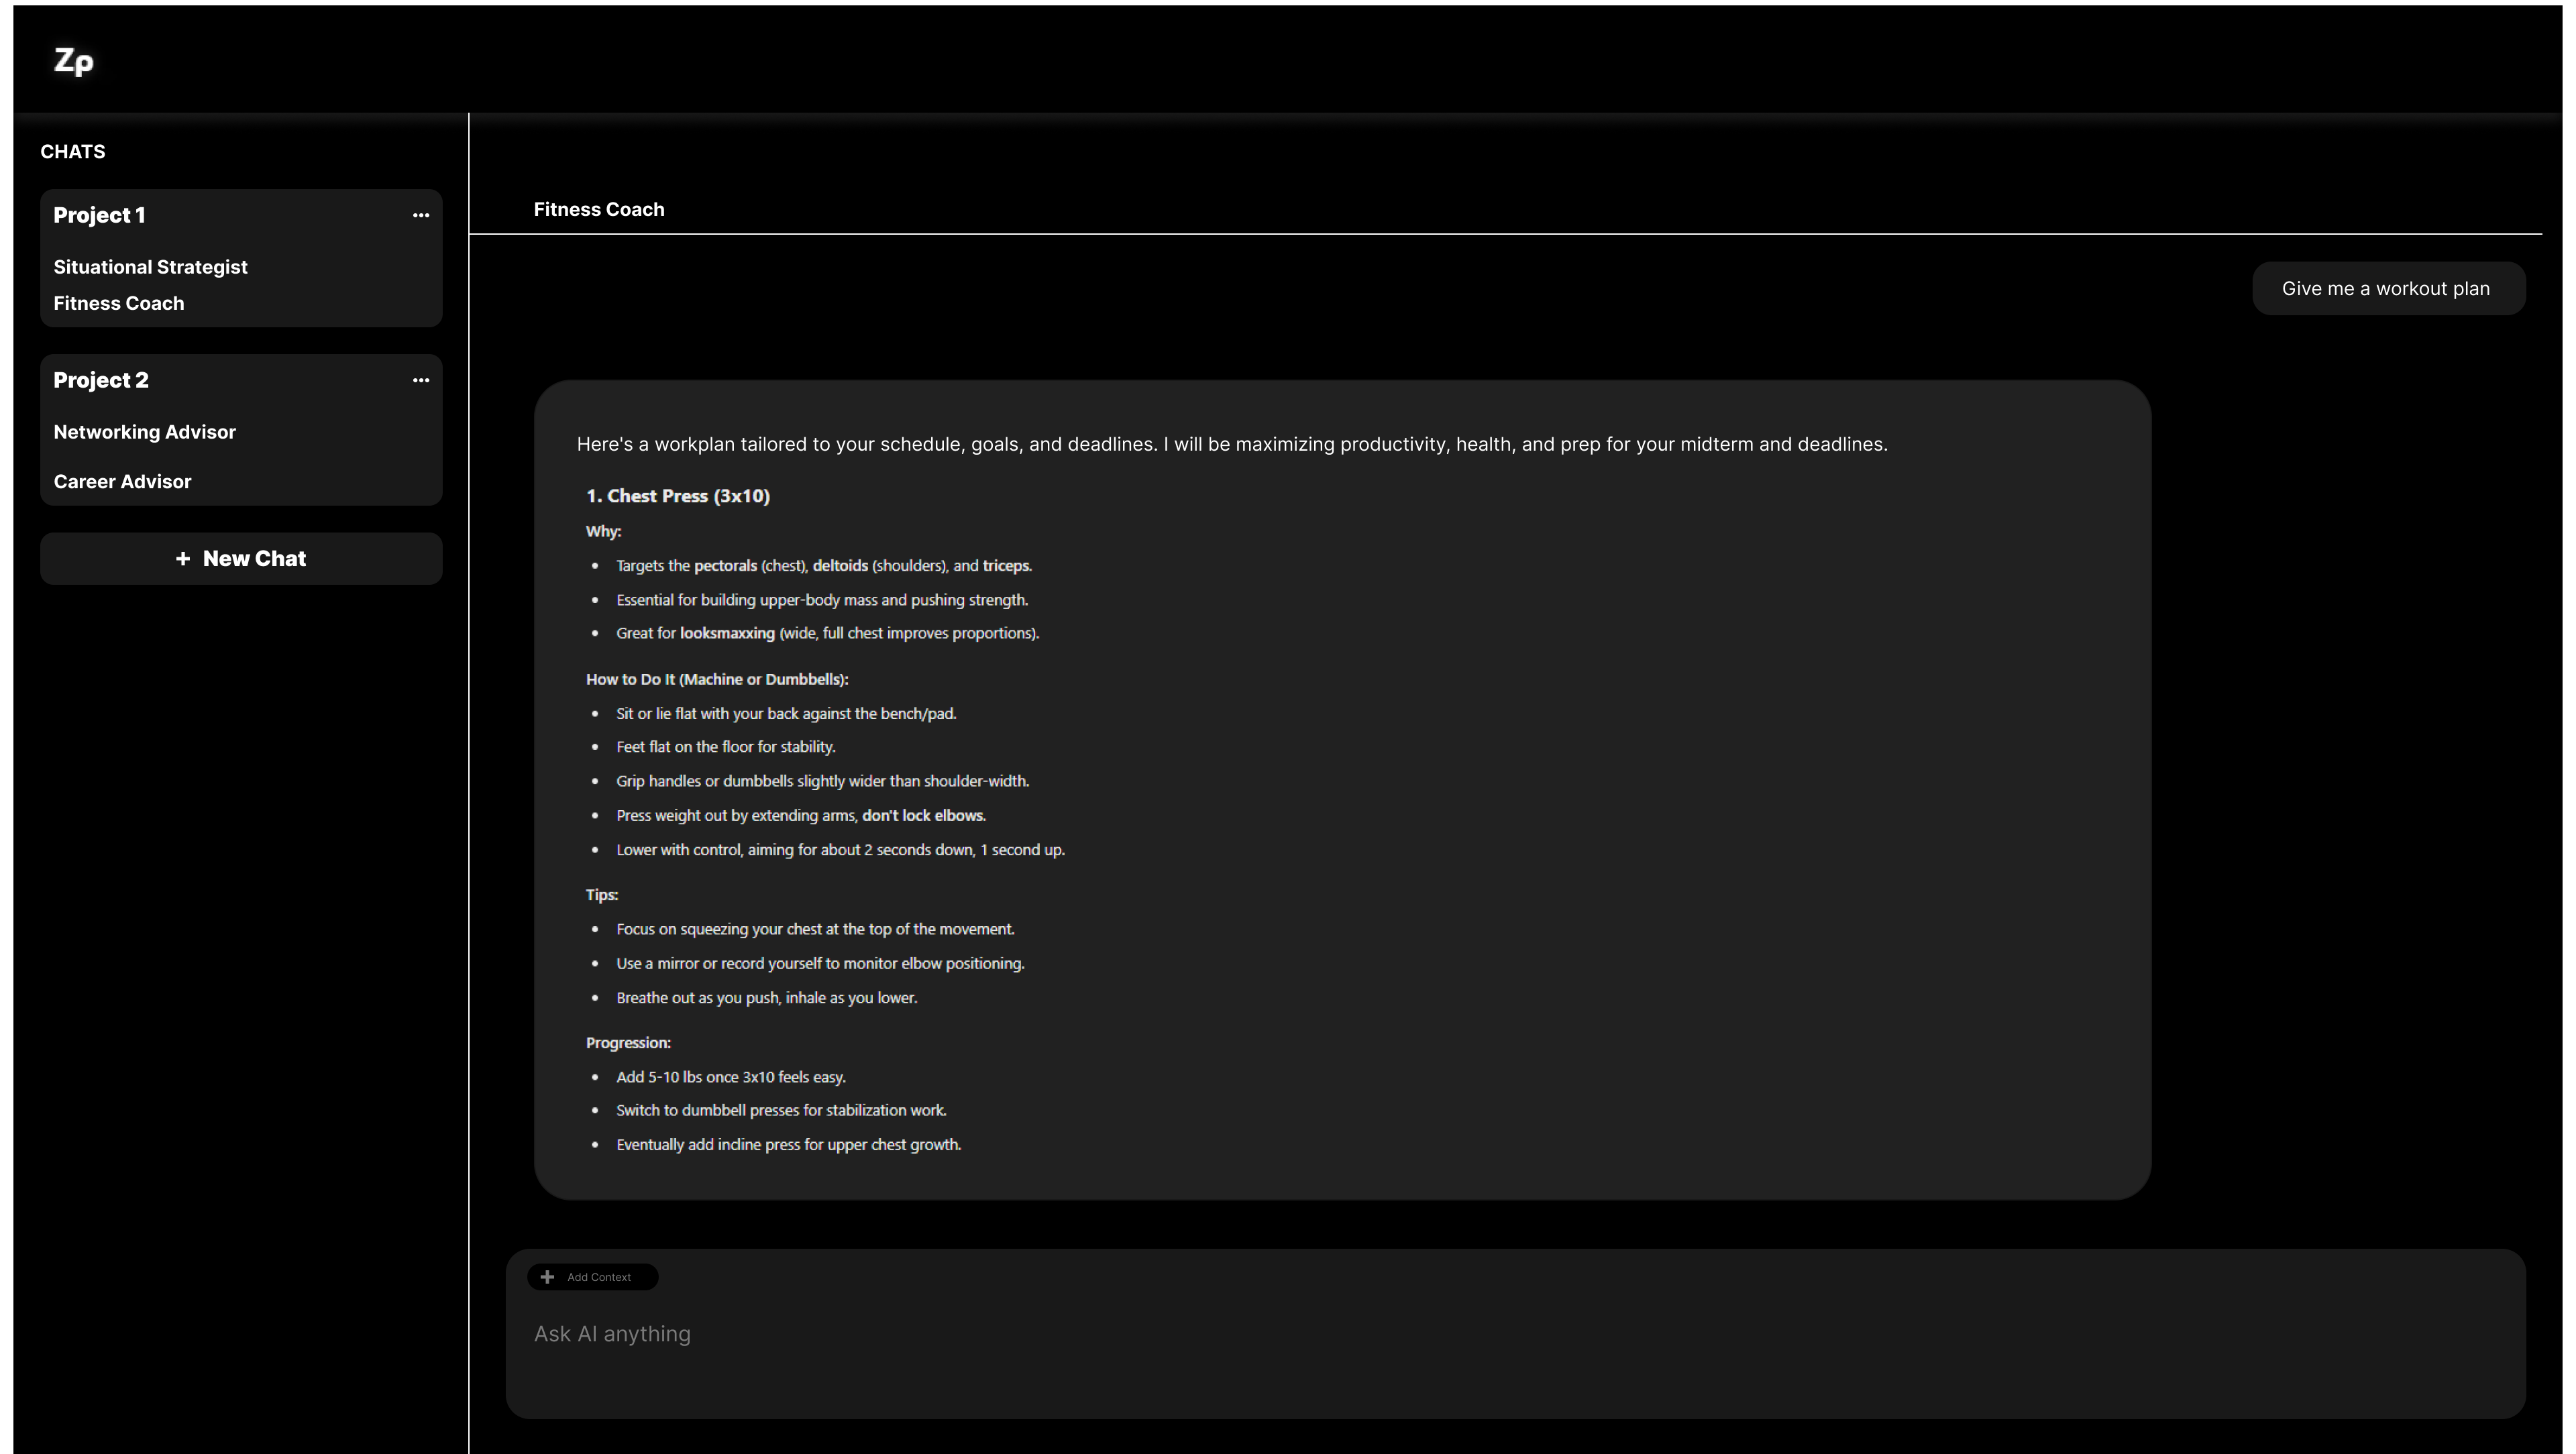 Zp
CHATS
Project 1
Situational Strategist
Fitness Coach
Project 2
Networking Advisor
Career Advisor
+ New Chat
Fitness Coach
Give me a workout plan
Here's a workplan tailored to your schedule, goals, and deadlines. I will be maximizing productivity, health, and prep for your midterm and deadlines.
1. Chest Press (3x10)
Why:
• Targets the pectorals (chest), deltoids (shoulders), and triceps.
• Essential for building upper-body mass and pushing strength.
• Great for looksmaxxing (wide, full chest improves proportions).
How to Do It (Machine or Dumbbells):
• Sit or lie flat with your back against the bench/pad.
• Feet flat on the floor for stability.
• Grip handles or dumbbells slightly wider than shoulder-width.
• Press weight out by extending arms, don't lock elbows.
• Lower with control, aiming for about 2 seconds down, 1 second up.
Tips:
• Focus on squeezing your chest at the top of the movement.
• Use a mirror or record yourself to monitor elbow positioning.
• Breathe out as you push, inhale as you lower.
Progression:
• Add 5-10 lbs once 3x10 feels easy.
• Switch to dumbbell presses for stabilization work.
• Eventually add incline press for upper chest growth.
+ Add Context
Ask AI anything